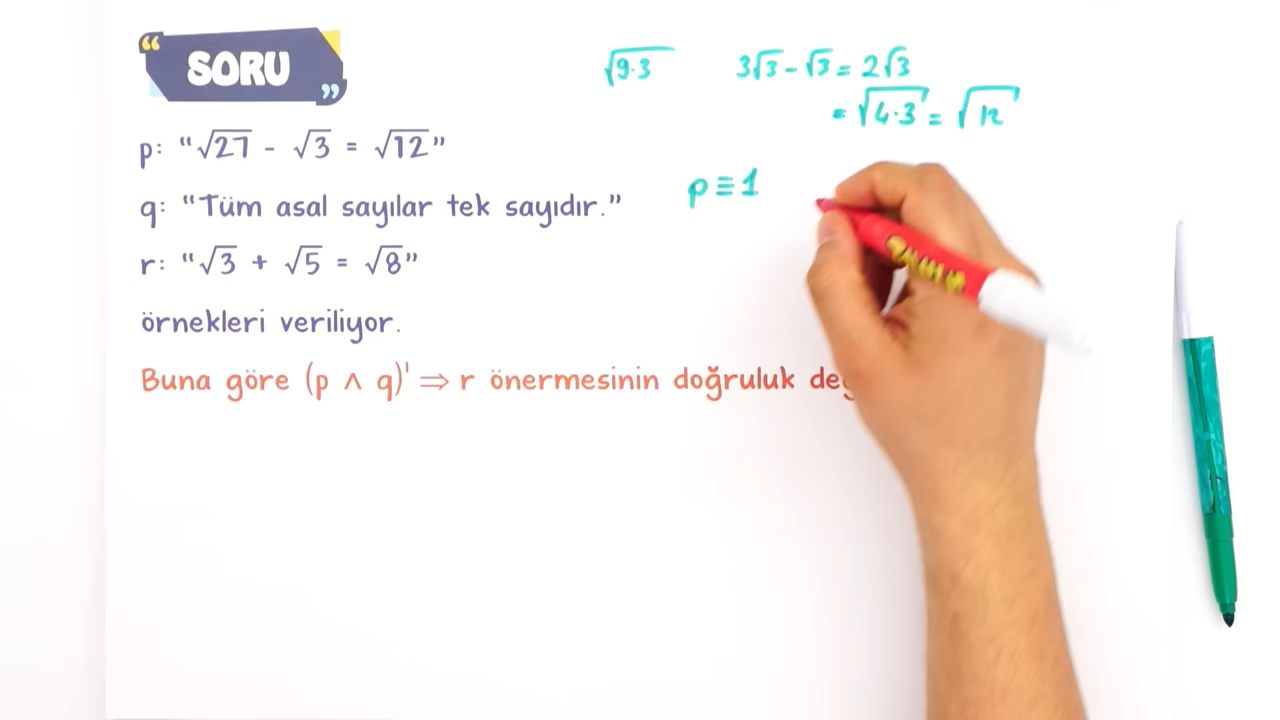 SORU
√9·3
3√3 - √3 = 2√3
= √4·3 = √12
p: “√27 - √3 = √12”
p ≡ 1
q: “Tüm asal sayılar tek sayıdır.”
r: “√3 + √5 = √8”
örnekleri veriliyor.
Buna göre (p ∧ q)' ⇒ r önermesinin doğruluk